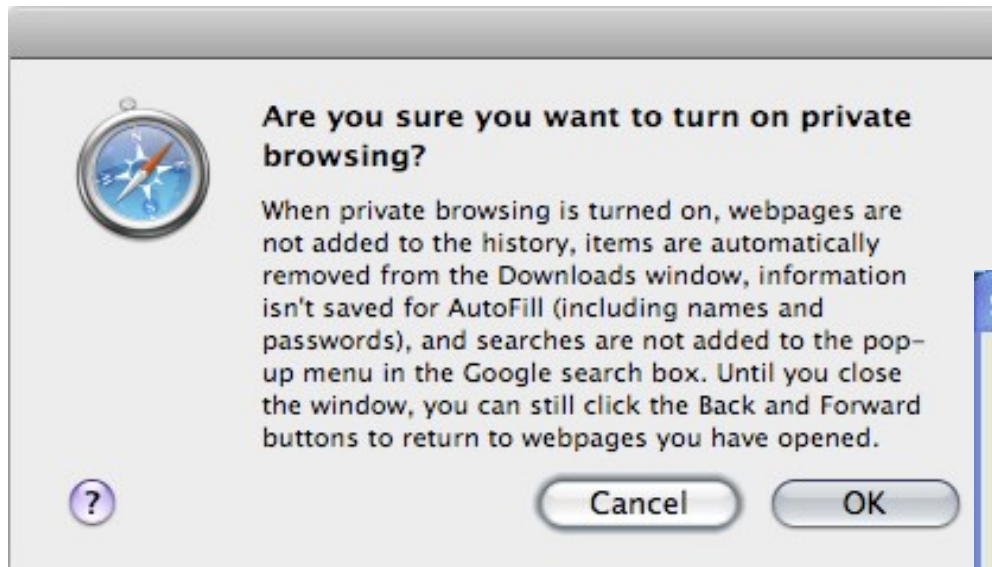 Are you sure you want to turn on private
browsing?
When private browsing is turned on, webpages are
not added to the history, items are automatically
removed from the Downloads window, information
isn't saved for AutoFill (including names and
passwords), and searches are not added to the pop-
up menu in the Google search box. Until you close
the window, you can still click the Back and Forward
buttons to return to webpages you have opened.
?
Cancel
OK